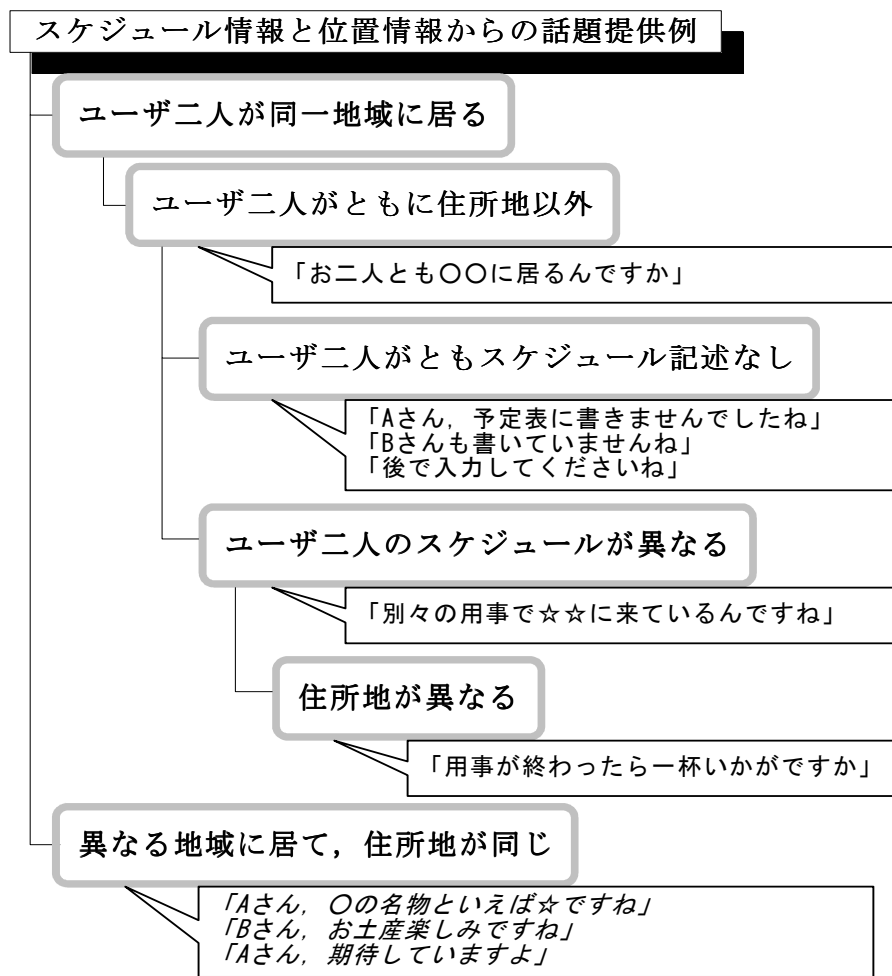 スケジュール情報と位置情報からの話題提供例
ユーザ二人が同一地域に居る
ユーザ二人がともに住所地以外
「お二人とも〇〇に居るんですか」
ユーザ二人がともスケジュール記述なし
「Aさん，予定表に書きませんでしたね」
「Bさんも書いていませんね」
「後で入力してくださいね」
ユーザ二人のスケジュールが異なる
「別々の用事で☆☆に来ているんですね」
住所地が異なる
「用事が終わったら一杯いかがですか」
異なる地域に居て，住所地が同じ
「Aさん，〇の名物といえば☆ですね」
「Bさん，お土産楽しみですね」
「Aさん，期待していますよ」